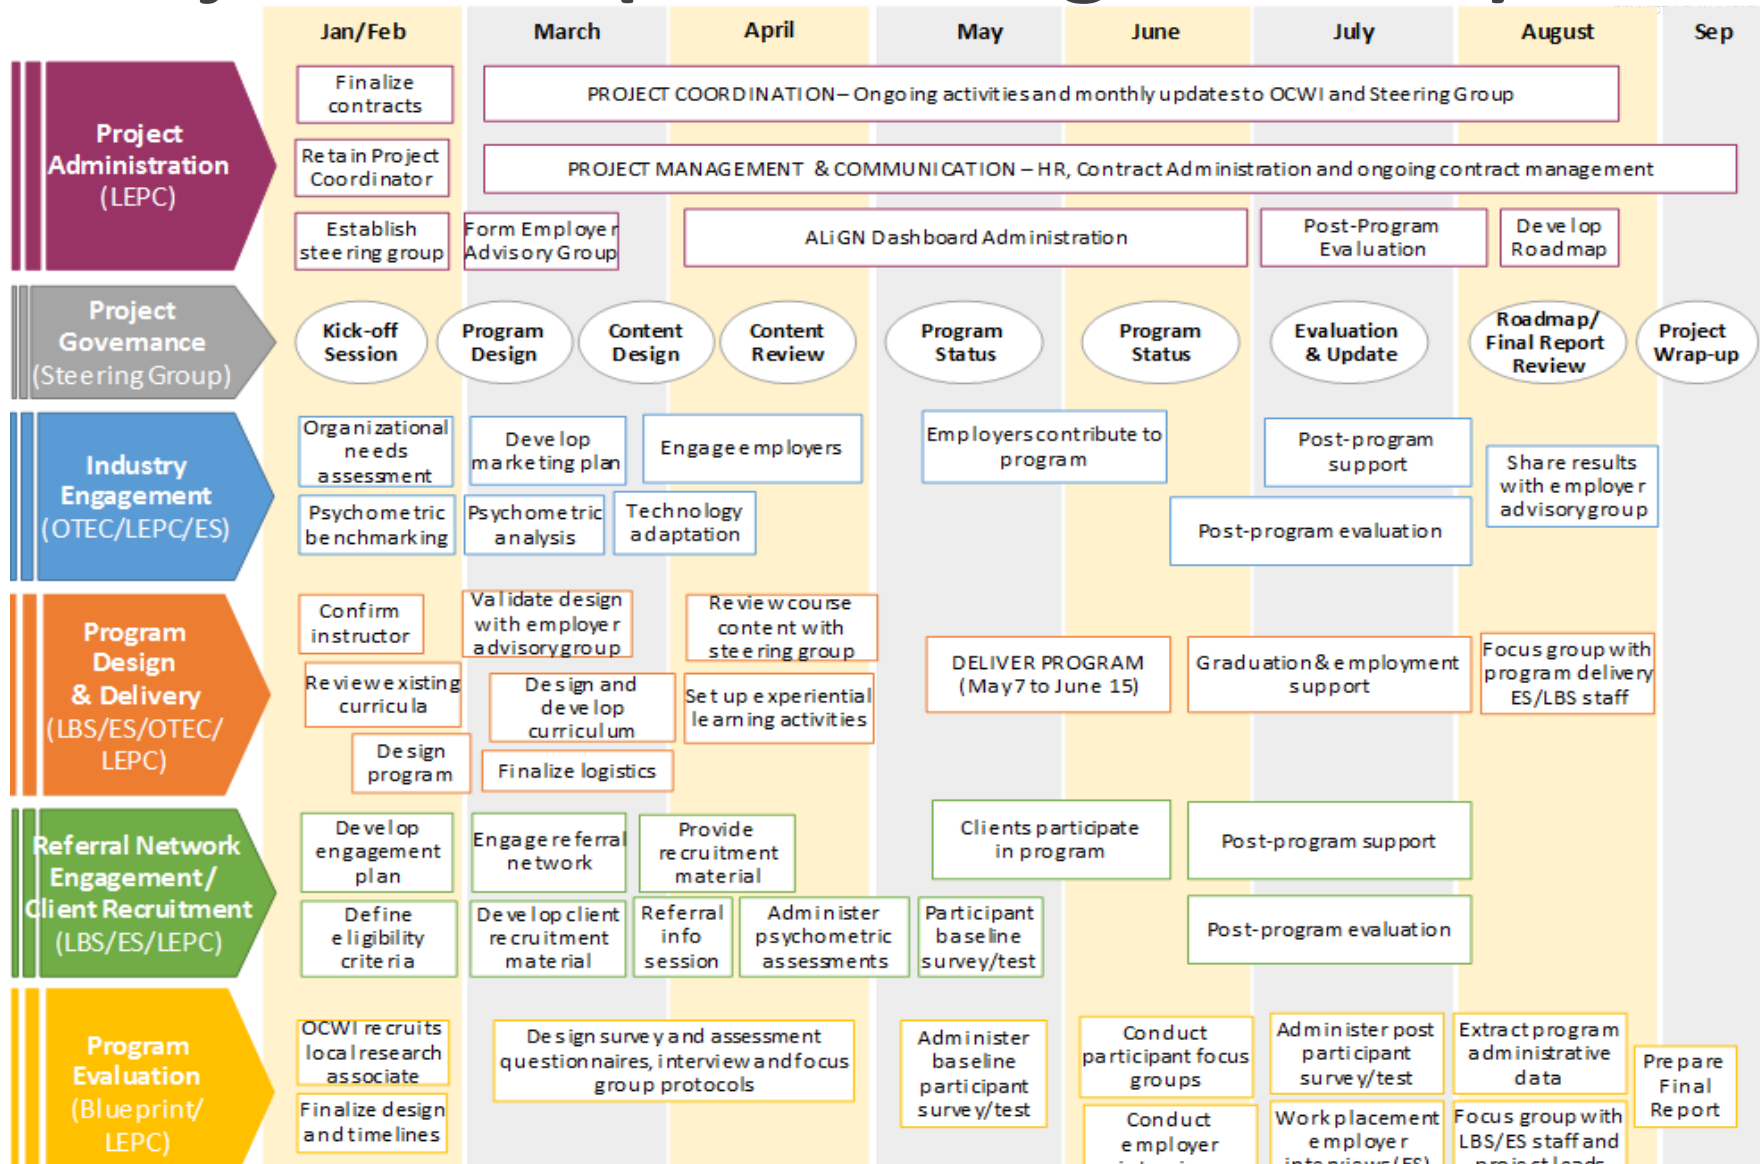 Jan/Feb March April May June July August Sep
Project
Administration
(LEPC)
Finalize
contracts
PROJECT COORDINATION – Ongoing activities and monthly updates to OCWI and Steering Group
Retain Project
Coordinator
PROJECT MANAGEMENT & COMMUNICATION – HR, Contract Administration and ongoing contract management
Establish
steering group
Form Employer
Advisory Group
ALiGN Dashboard Administration
Post-Program
Evaluation
Develop
Roadmap
Project
Governance
(Steering Group)
Kick-off
Session
Program
Design
Content
Design
Content
Review
Program
Status
Program
Status
Evaluation
& Update
Roadmap/
Final Report
Review
Project
Wrap-up
Industry
Engagement
(OTEC/LEPC/ES)
Organizational
needs
assessment
Develop
marketing plan
Engage employers
Employers contribute to
program
Post-program
support
Share results
with employer
advisory group
Psychometric
benchmarking
Psychometric
analysis
Technology
adaptation
Post-program evaluation
Program
Design
& Delivery
(LBS/ES/OTEC/
LEPC)
Confirm
instructor
Validate design
with employer
advisory group
Review course
content with
steering group
DELIVER PROGRAM
(May 7 to June 15)
Graduation & employment
support
Focus group with
program delivery
ES/LBS staff
Review existing
curricula
Design and
develop
curriculum
Set up experiential
learning activities
Design
program
Finalize logistics
Referral Network
Engagement/
Client Recruitment
(LBS/ES/LEPC)
Develop
engagement
plan
Engage referral
network
Provide
recruitment
material
Clients participate
in program
Post-program support
Define
eligibility
criteria
Develop client
recruitment
material
Referral
info
session
Administer
psychometric
assessments
Participant
baseline
survey/test
Post-program evaluation
Program
Evaluation
(Blueprint/
LEPC)
OCWI recruits
local research
associate
Design survey and assessment
questionnaires, interview and focus
group protocols
Administer
baseline
participant
survey/test
Conduct
participant focus
groups
Administer post
participant
survey/test
Extract program
administrative
data
Prepare
Final
Report
Finalize design
and timelines
Conduct
employer
Work placement
employer
interviews (ES)
Focus group with
LBS/ES staff and
project leads